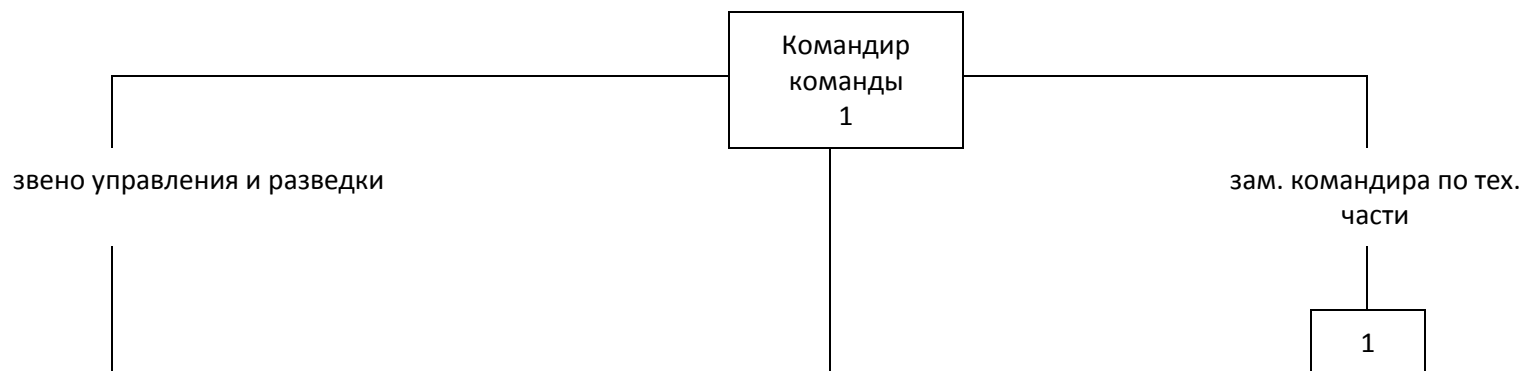 Командир
команды
1
звено управления и разведки
зам. командира по тех.
части
1